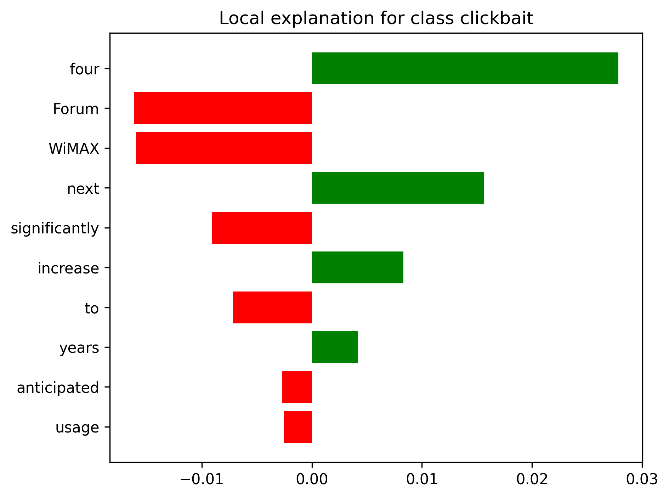 Local explanation for class clickbait
four
Forum
WiMAX
next
significantly
increase
to
years
anticipated
usage
−0.01 0.00 0.01 0.02 0.03